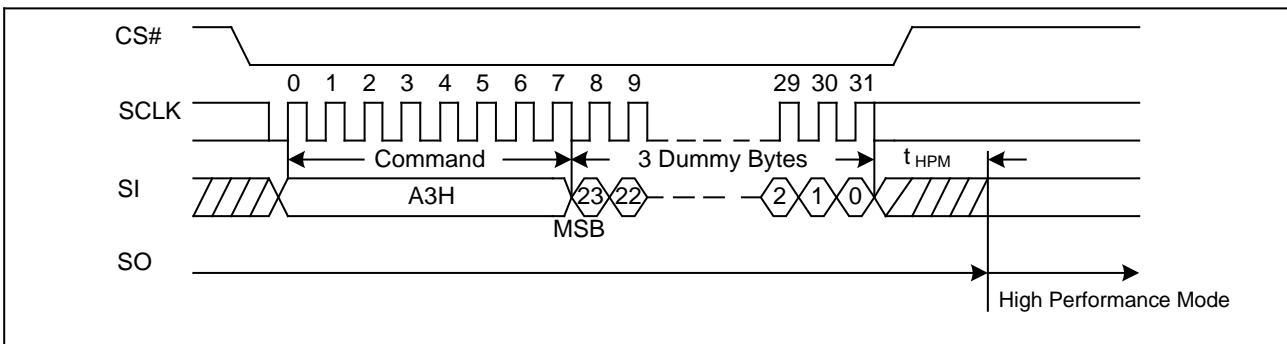 CS#
0 1 2 3 4 5 6 7 8 9 29 30 31
SCLK
Command 3 Dummy Bytes tHPM
SI A3H 23 22 2 1 0
MSB
SO
High Performance Mode